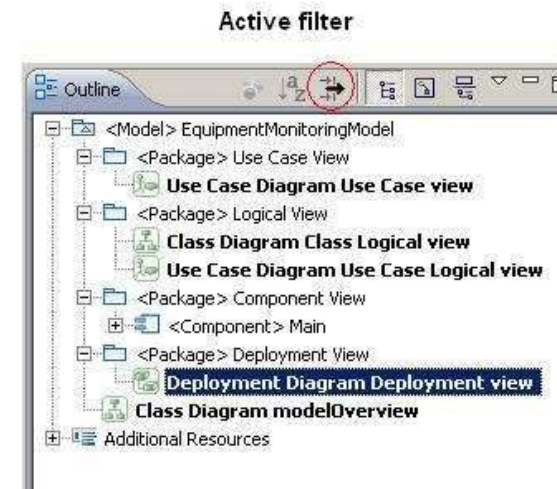 Active filter
Outline
<Model> EquipmentMonitoringModel
<Package> Use Case View
Use Case Diagram Use Case view
<Package> Logical View
Class Diagram Class Logical view
Use Case Diagram Use Case Logical view
<Package> Component View
<Component> Main
<Package> Deployment View
Deployment Diagram Deployment view
Class Diagram modelOverview
Additional Resources